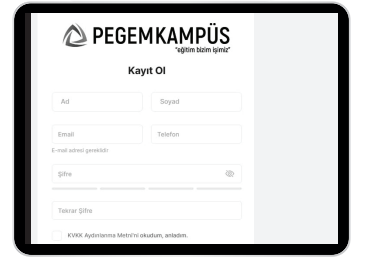 PEGEMKAMPÜS
"eğitim bizim işimiz"
Kayıt Ol
Ad
Soyad
Email
Telefon
E-mail adresi gereklidir
Şifre
Tekrar Şifre
KVKK Aydınlanma Metni'ni okudum, anladım.